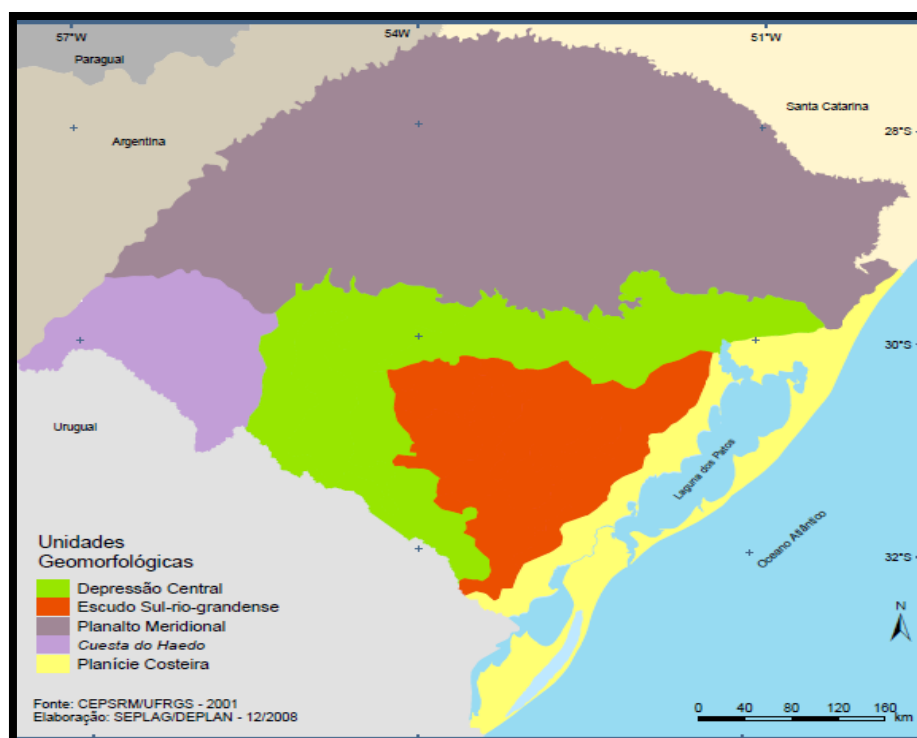 57°W
54W
51°W
Paragual
Santa Catarina
Argentina
28°S
30°S
Urugual
Laguna dos Patos
Oceano Atlântico
32°S
Unidades
Geomorfológicas
Depressão Central
Escudo Sul-rio-grandense
Planalto Meridional
Cuesta do Haedo
Planície Costeira
N
Fonte: CEPSRM/UFRGS - 2001
Elaboração: SEPLAG/DEPLAN - 12/2008
0 40 80 120 160
km